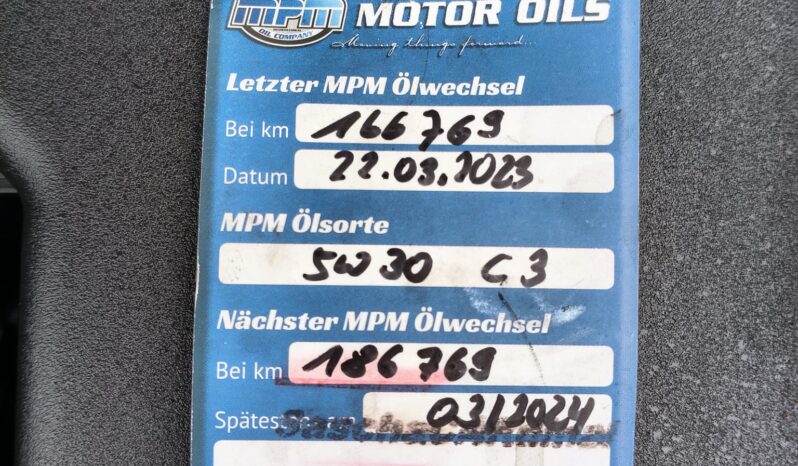 MPM MOTOR OILS
OIL COMPANY
Moving things forward...
Letzter MPM Ölwechsel
Bei km 166769
Datum 22.03.2023
MPM Ölsorte
5W30 C3
Nächster MPM Ölwechsel
Bei km 186769
03/2024